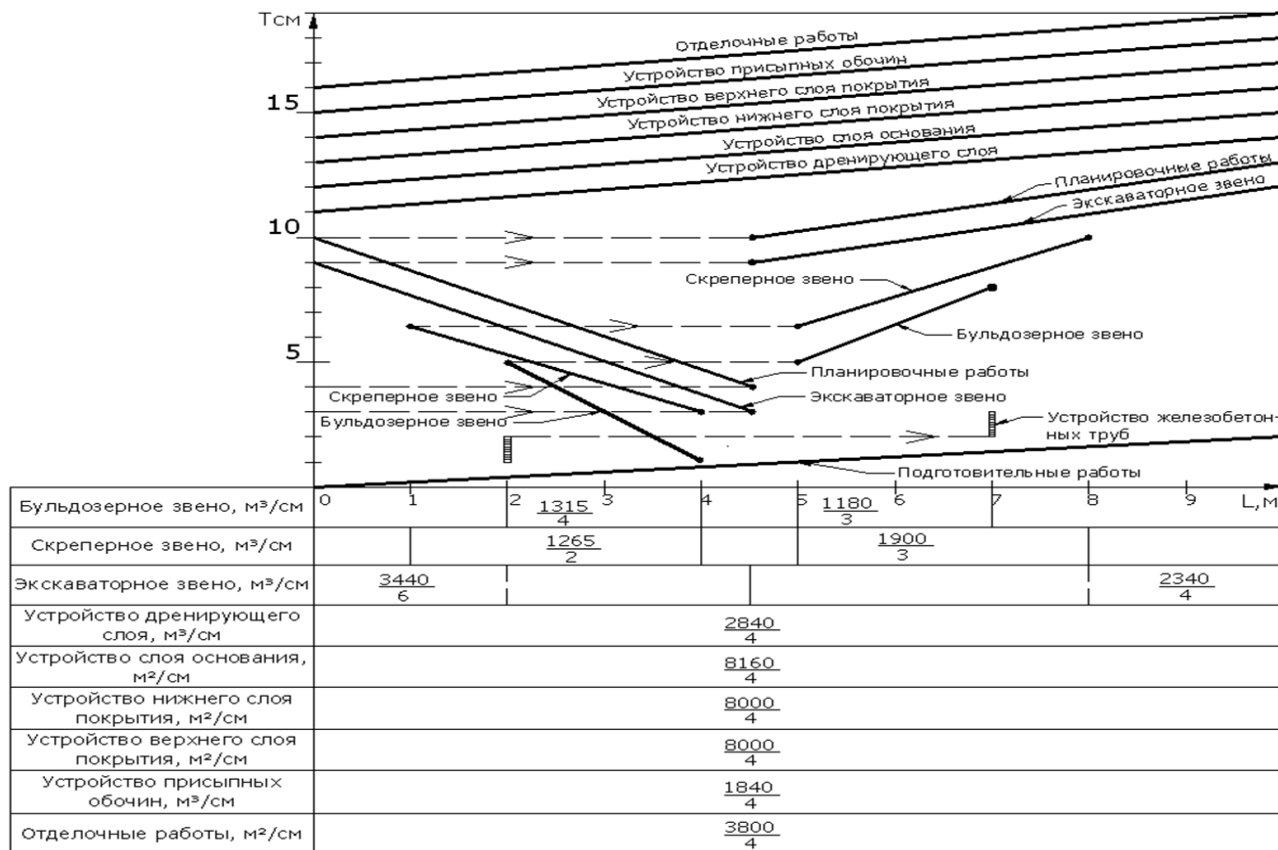 Тсм
Отделочные работы
Устройство присыпных обочин
Устройство верхнего слоя покрытия
15
Устройство нижнего слоя покрытия
Устройство слоя основания
Устройство дренирующего слоя
Планировочные работы
Экскаваторное звено
10
Скреперное звено
Бульдозерное звено
5
Планировочные работы
Скреперное звено
Экскаваторное звено
Бульдозерное звено
Устройство железобетон-
ных труб
Подготовительные работы
0 1 2 3 4 5 6 7 8 9 L,м
Бульдозерное звено, м³/см
1315
4
1180
3
Скреперное звено, м³/см
1265
2
1900
3
Экскаваторное звено, м³/см
3440
6
2340
4
Устройство дренирующего
слоя, м³/см
2840
4
Устройство слоя основания,
м²/см
8160
4
Устройство нижнего слоя
покрытия, м²/см
8000
4
Устройство верхнего слоя
покрытия, м²/см
8000
4
Устройство присыпных
обочин, м³/см
1840
4
Отделочные работы, м²/см
3800
4